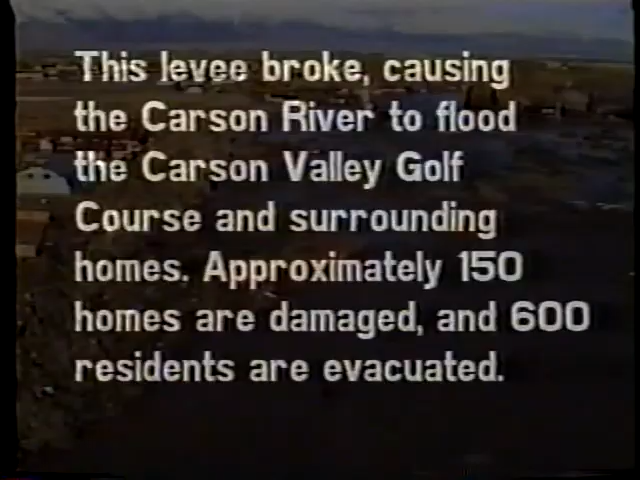 This levee broke, causing
the Carson River to flood
the Carson Valley Golf
Course and surrounding
homes. Approximately 150
homes are damaged, and 600
residents are evacuated.